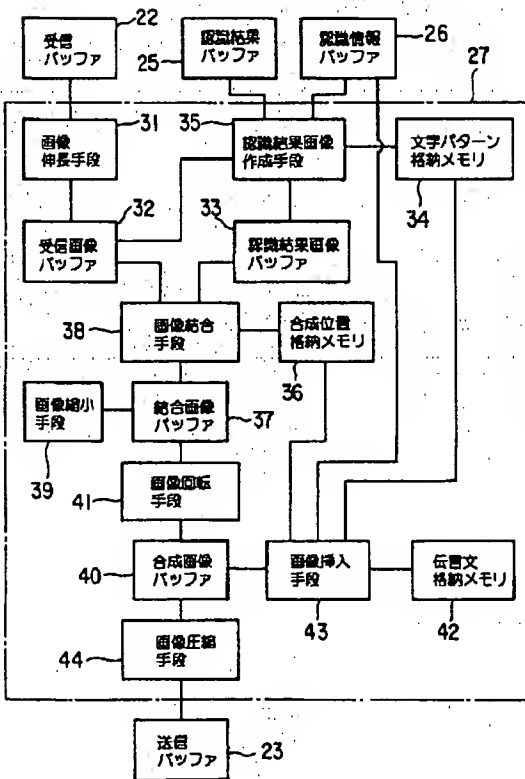 22
受信
バッファ
25
認識結果
バッファ
26
認識情報
バッファ
27
31
画像
伸長手段
35
認識結果画像
作成手段
文字パターン
格納メモリ
34
32
受信画像
バッファ
33
認識結果画像
バッファ
38
画像結合
手段
合成位置
格納メモリ
36
画像縮小
手段
39
結合画像
バッファ
37
41
画像回転
手段
40
合成画像
バッファ
画像挿入
手段
43
伝言文
格納メモリ
42
44
画像圧縮
手段
送信
バッファ
23